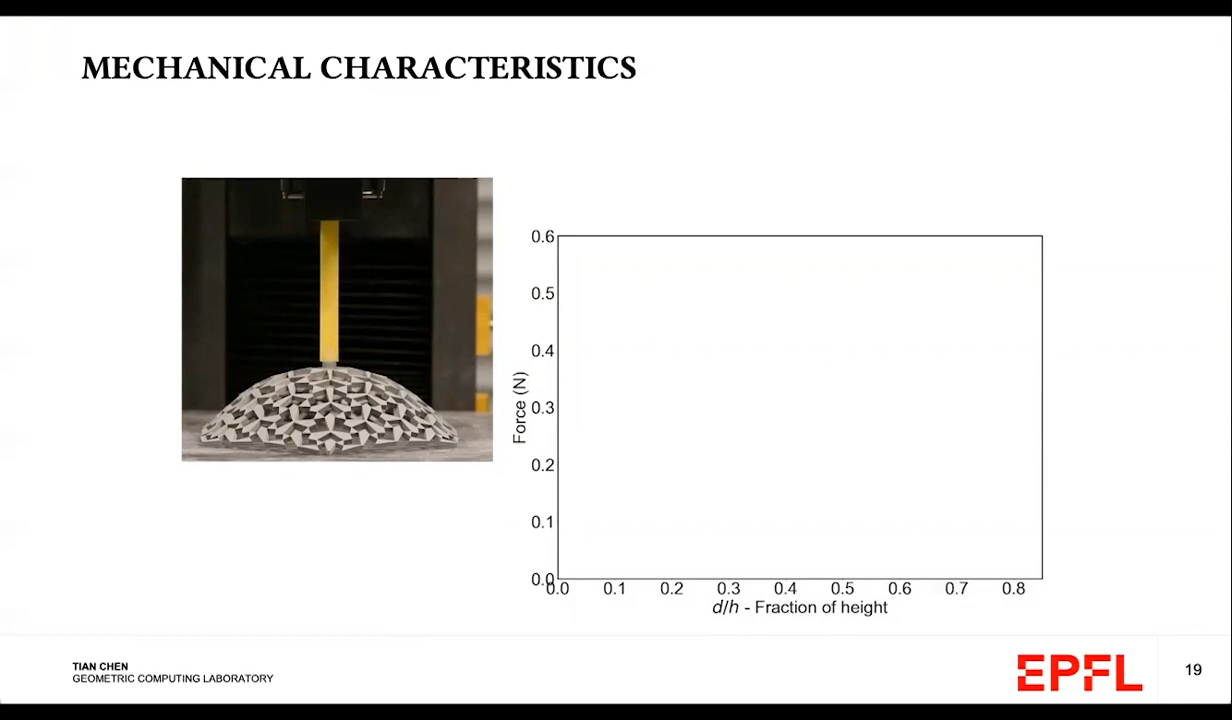 MECHANICAL CHARACTERISTICS
0.6
0.5
0.4
0.3
0.2
0.1
0.0
Force (N)
0.0 0.1 0.2 0.3 0.4 0.5 0.6 0.7 0.8
d/h - Fraction of height
TIAN CHEN
GEOMETRIC COMPUTING LABORATORY
EPFL
19